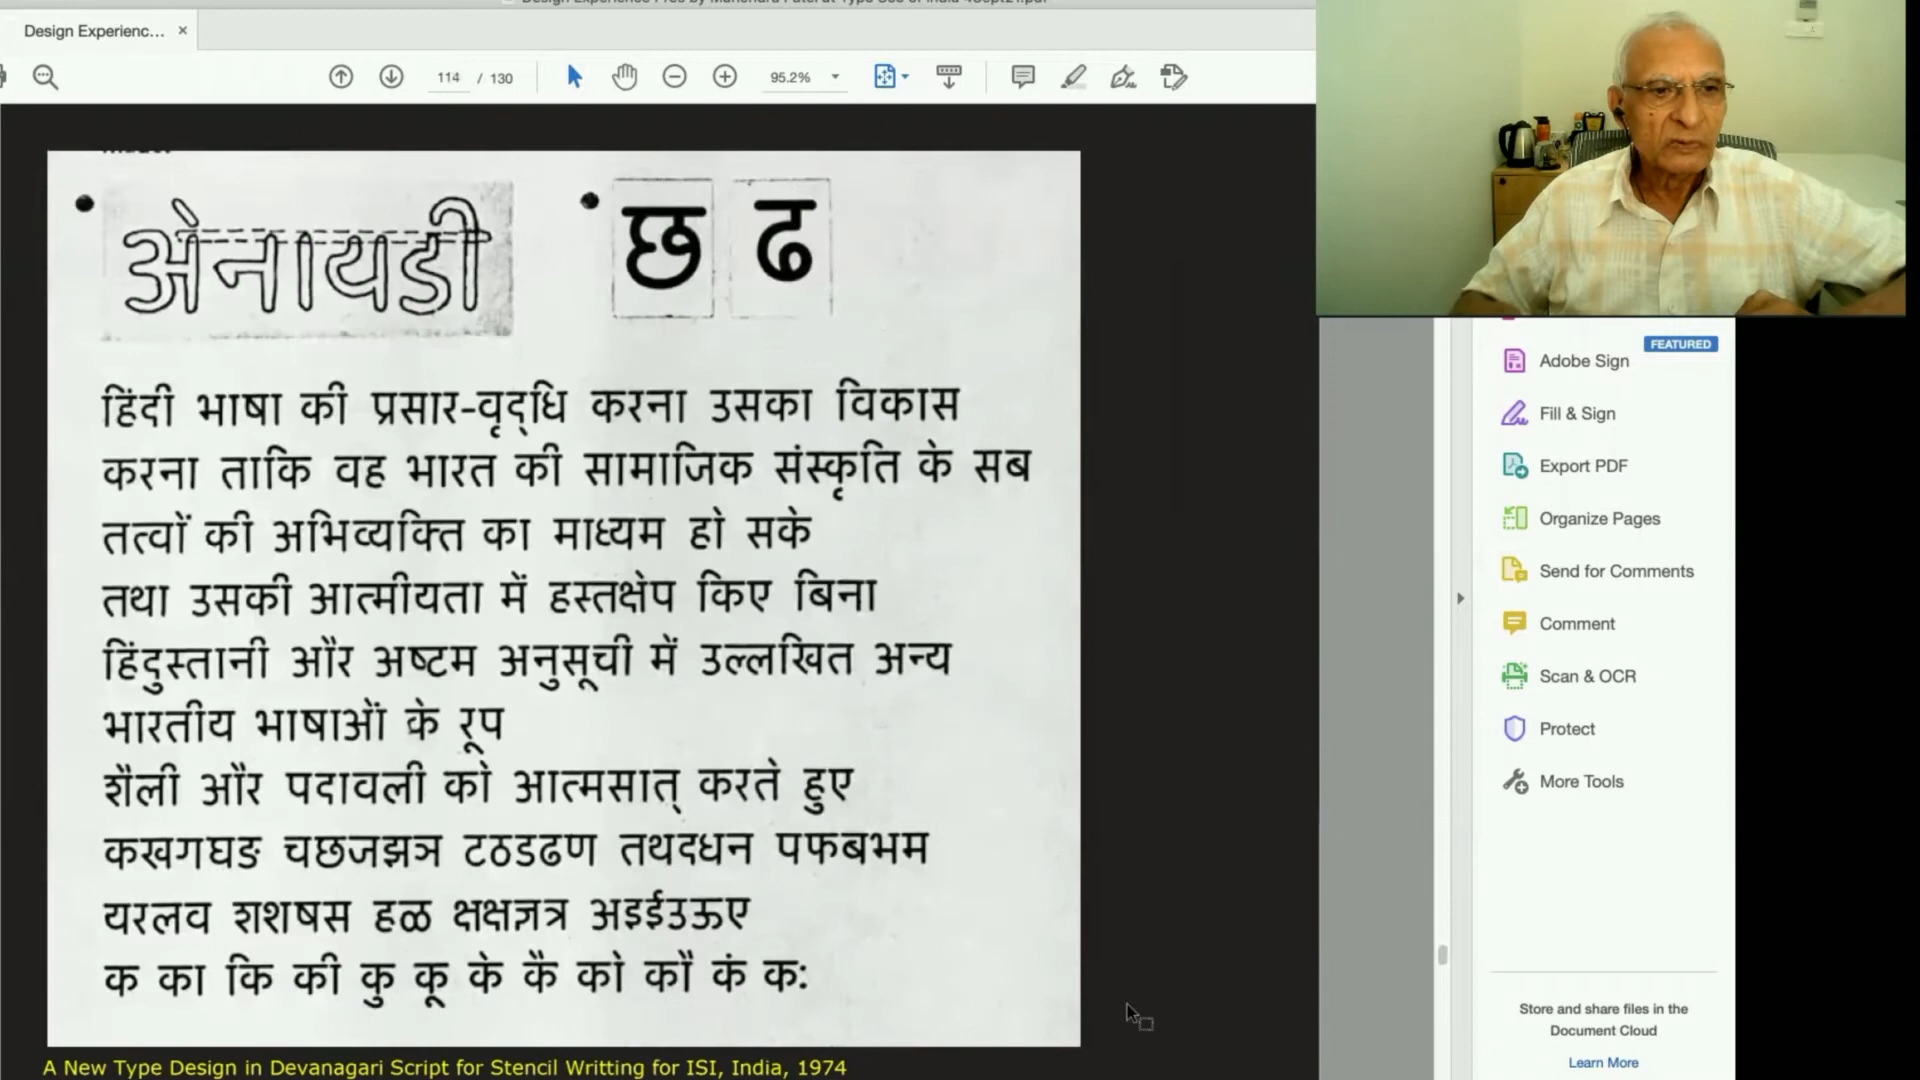 Design Experienc...
114 / 130
95.2%
अेनायडी
छ ढ
हिंदी भाषा की प्रसार-वृद्‌धि करना उसका विकास
करना ताकि वह भारत की सामाजिक संस्कृति के सब
तत्वों की अभिव्यक्ति का माध्यम हो सके
तथा उसकी आत्मीयता में हस्तक्षेप किए बिना
हिंदुस्तानी और अष्टम अनुसूची में उल्लखित अन्य
भारतीय भाषाओं के रूप
शैली और पदावली को आत्मसात् करते हुए
कखगघङ चछजझञ टठडढण तथदधन पफबभम
यरलव शशषस हळ क्षक्षज्ञत्र अइईउऊए
क का कि की कु कू के कै को कौ कं कः
A New Type Design in Devanagari Script for Stencil Writting for ISI, India, 1974
FEATURED
Adobe Sign
Fill & Sign
Export PDF
Organize Pages
Send for Comments
Comment
Scan & OCR
Protect
More Tools
Store and share files in the
Document Cloud
Learn More